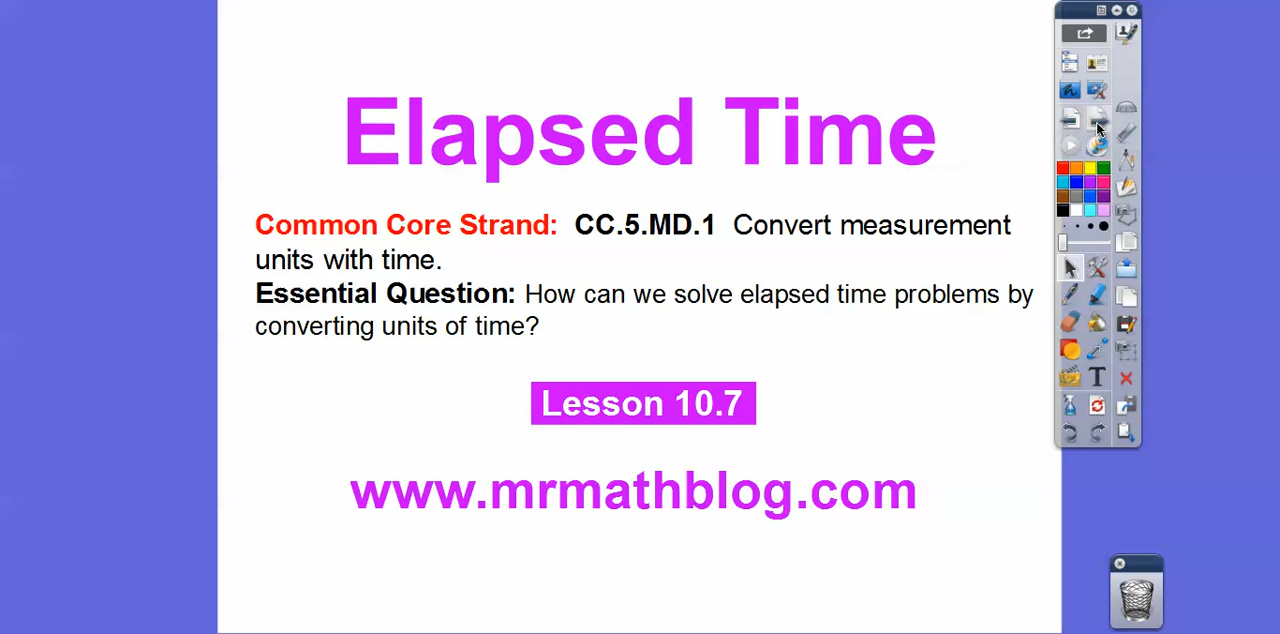 Elapsed Time
Common Core Strand: CC.5.MD.1 Convert measurement
units with time.
Essential Question: How can we solve elapsed time problems by
converting units of time?
Lesson 10.7
www.mrmathblog.com